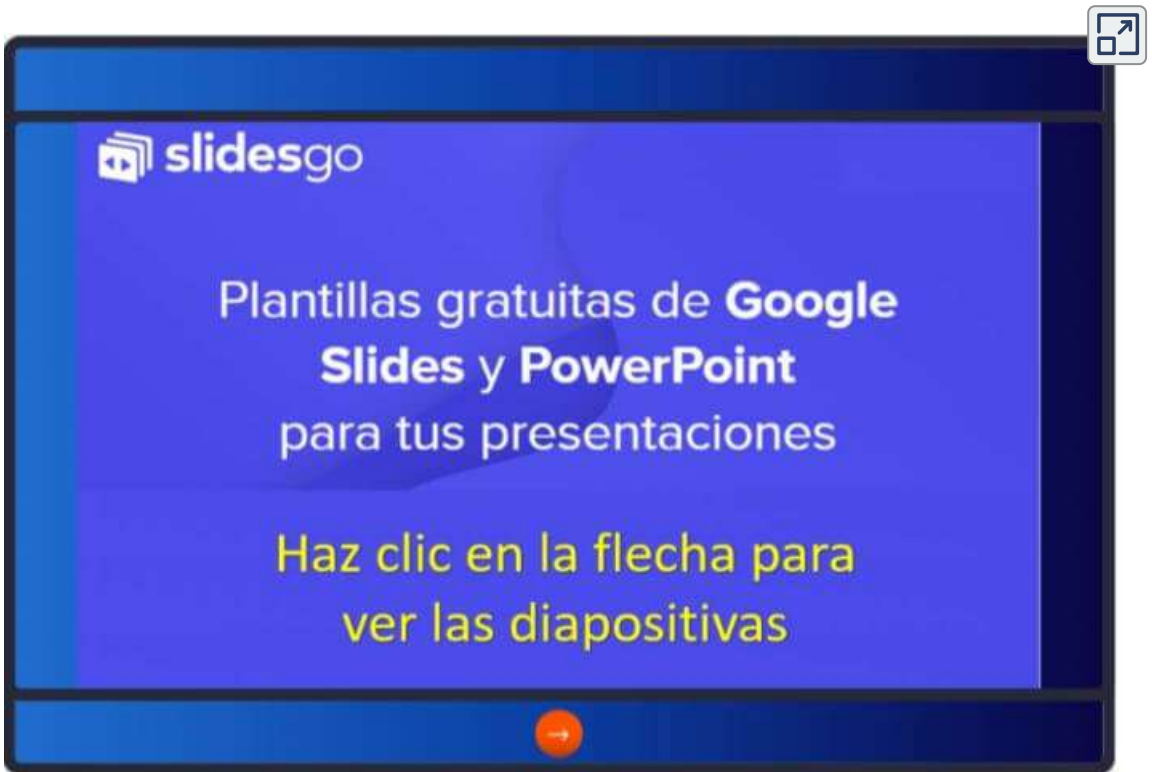 slidesgo
Plantillas gratuitas de Google
Slides y PowerPoint
para tus presentaciones
Haz clic en la flecha para
ver las diapositivas